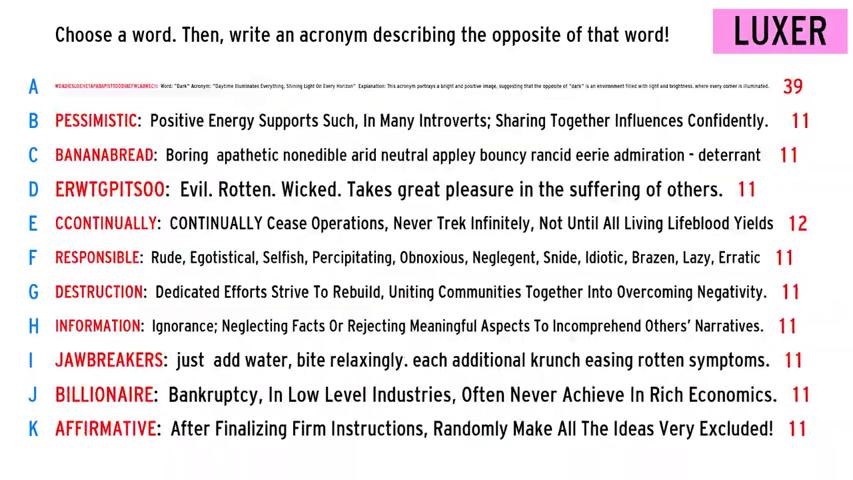 Choose a word. Then, write an acronym describing the opposite of that word!
LUXER
A Word: "Dark" Acronym: "Daytime Illuminates Everything, Shining Light On Every Horizon" Explanation: This acronym portrays a bright and positive image, suggesting that the opposite of "dark" is an environment filled with light and brightness, where every corner is illuminated. 39
B PESSIMISTIC: Positive Energy Supports Such, In Many Introverts; Sharing Together Influences Confidently. 11
C BANANABREAD: Boring apathetic nonedible arid neutral appley bouncy rancid eerie admiration - deterrant 11
D ERWTGPITSOO: Evil. Rotten. Wicked. Takes great pleasure in the suffering of others. 11
E CCONTINUALLY: CONTINUALLY Cease Operations, Never Trek Infinitely, Not Until All Living Lifeblood Yields 12
F RESPONSIBLE: Rude, Egotistical, Selfish, Percipitating, Obnoxious, Neglegent, Snide, Idiotic, Brazen, Lazy, Erratic 11
G DESTRUCTION: Dedicated Efforts Strive To Rebuild, Uniting Communities Together Into Overcoming Negativity. 11
H INFORMATION: Ignorance; Neglecting Facts Or Rejecting Meaningful Aspects To Incomprehend Others' Narratives. 11
I JAWBREAKERS: just add water, bite relaxingly. each additional krunch easing rotten symptoms. 11
J BILLIONAIRE: Bankruptcy, In Low Level Industries, Often Never Achieve In Rich Economics. 11
K AFFIRMATIVE: After Finalizing Firm Instructions, Randomly Make All The Ideas Very Excluded! 11